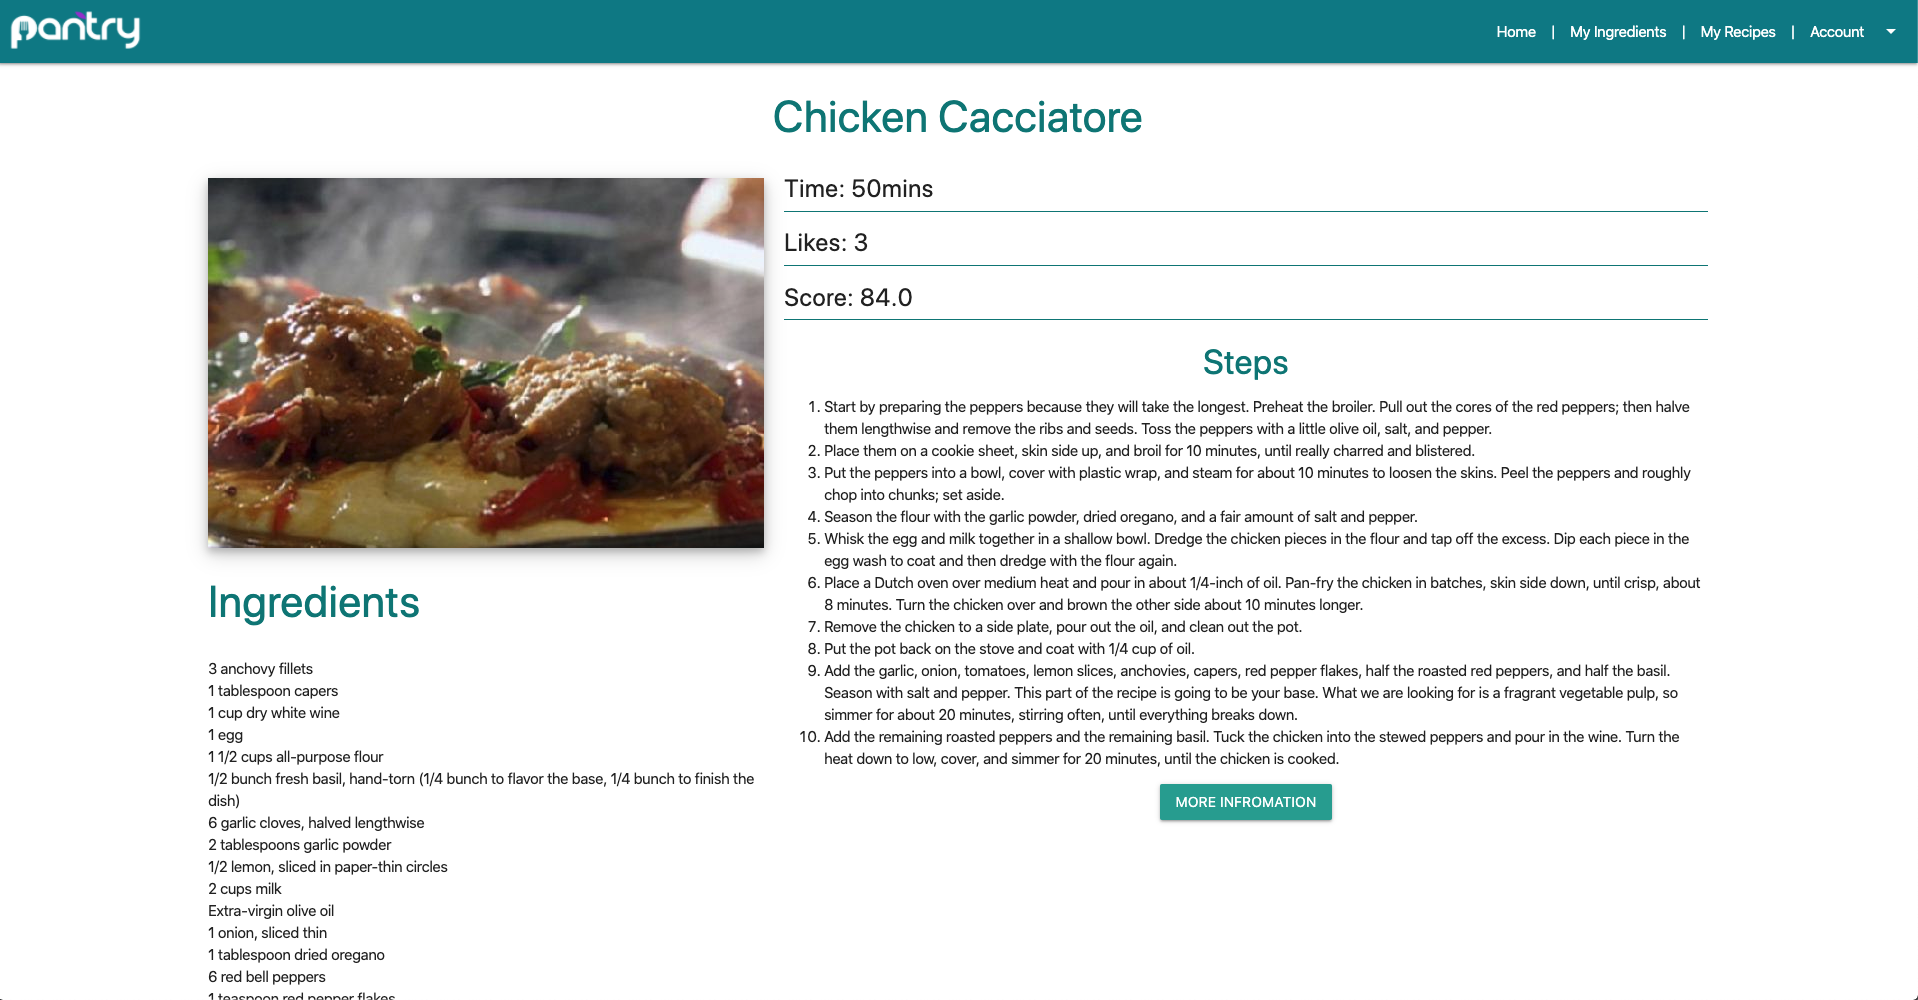 pantry
Home | My Ingredients | My Recipes | Account
Chicken Cacciatore
Time: 50mins
Likes: 3
Score: 84.0
Steps
1. Start by preparing the peppers because they will take the longest. Preheat the broiler. Pull out the cores of the red peppers; then halve
them lengthwise and remove the ribs and seeds. Toss the peppers with a little olive oil, salt, and pepper.
2. Place them on a cookie sheet, skin side up, and broil for 10 minutes, until really charred and blistered.
3. Put the peppers into a bowl, cover with plastic wrap, and steam for about 10 minutes to loosen the skins. Peel the peppers and roughly
chop into chunks; set aside.
4. Season the flour with the garlic powder, dried oregano, and a fair amount of salt and pepper.
5. Whisk the egg and milk together in a shallow bowl. Dredge the chicken pieces in the flour and tap off the excess. Dip each piece in the
egg wash to coat and then dredge with the flour again.
6. Place a Dutch oven over medium heat and pour in about 1/4-inch of oil. Pan-fry the chicken in batches, skin side down, until crisp, about
8 minutes. Turn the chicken over and brown the other side about 10 minutes longer.
7. Remove the chicken to a side plate, pour out the oil, and clean out the pot.
8. Put the pot back on the stove and coat with 1/4 cup of oil.
9. Add the garlic, onion, tomatoes, lemon slices, anchovies, capers, red pepper flakes, half the roasted red peppers, and half the basil.
Season with salt and pepper. This part of the recipe is going to be your base. What we are looking for is a fragrant vegetable pulp, so
simmer for about 20 minutes, stirring often, until everything breaks down.
10. Add the remaining roasted peppers and the remaining basil. Tuck the chicken into the stewed peppers and pour in the wine. Turn the
heat down to low, cover, and simmer for 20 minutes, until the chicken is cooked.
MORE INFROMATION
Ingredients
3 anchovy fillets
1 tablespoon capers
1 cup dry white wine
1 egg
1 1/2 cups all-purpose flour
1/2 bunch fresh basil, hand-torn (1/4 bunch to flavor the base, 1/4 bunch to finish the
dish)
6 garlic cloves, halved lengthwise
2 tablespoons garlic powder
1/2 lemon, sliced in paper-thin circles
2 cups milk
Extra-virgin olive oil
1 onion, sliced thin
1 tablespoon dried oregano
6 red bell peppers
1 teaspoon red pepper flakes